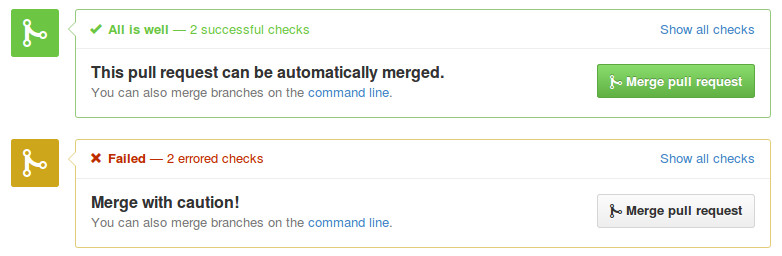 All is well — 2 successful checks Show all checks
This pull request can be automatically merged.
You can also merge branches on the command line.
Merge pull request
Failed — 2 errored checks Show all checks
Merge with caution!
You can also merge branches on the command line.
Merge pull request